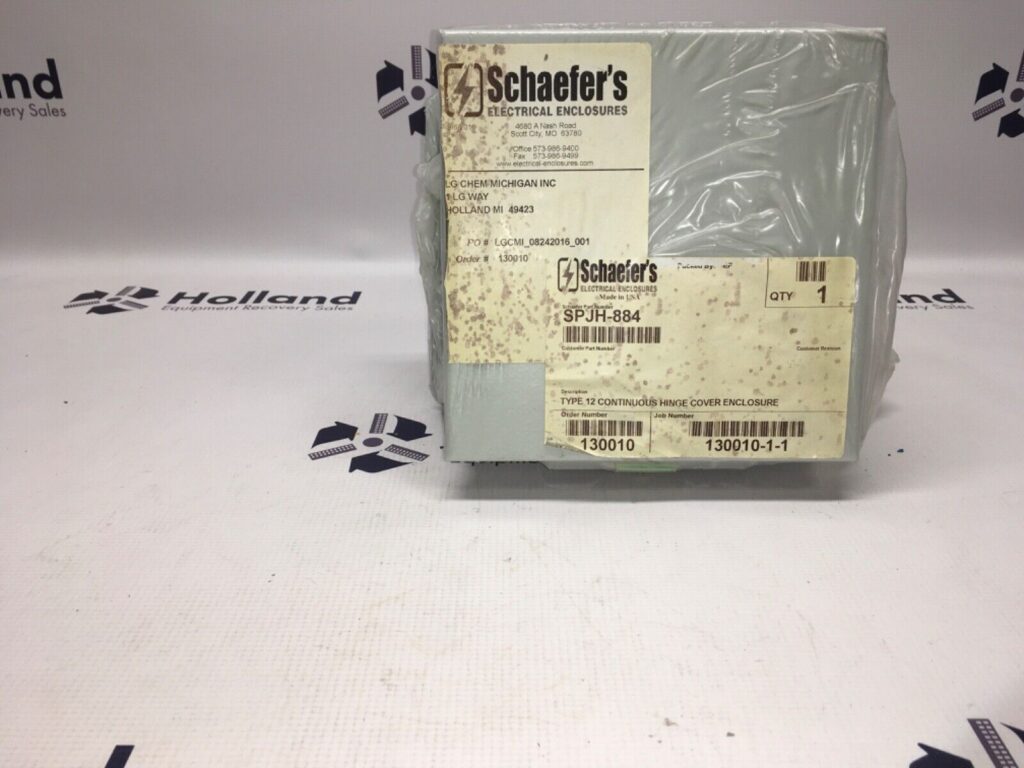 Schaefer's
ELECTRICAL ENCLOSURES
4680 A Nash Road
Scott City, MO 63780
Office 573-986-9400
Fax 573-986-9499
www.electrical-enclosures.com
LG CHEM MICHIGAN INC
1 LG WAY
HOLLAND MI 49423
PO # LGCMI_08242016_001
Order # 130010
Schaefer's
ELECTRICAL ENCLOSURES
Made in USA
QTY 1
SPJH-884
Customer Part Number
Customer Revision
Description
TYPE 12 CONTINUOUS HINGE COVER ENCLOSURE
Order Number
Job Number
130010
130010-1-1
Holland
Equipment Recovery Sales